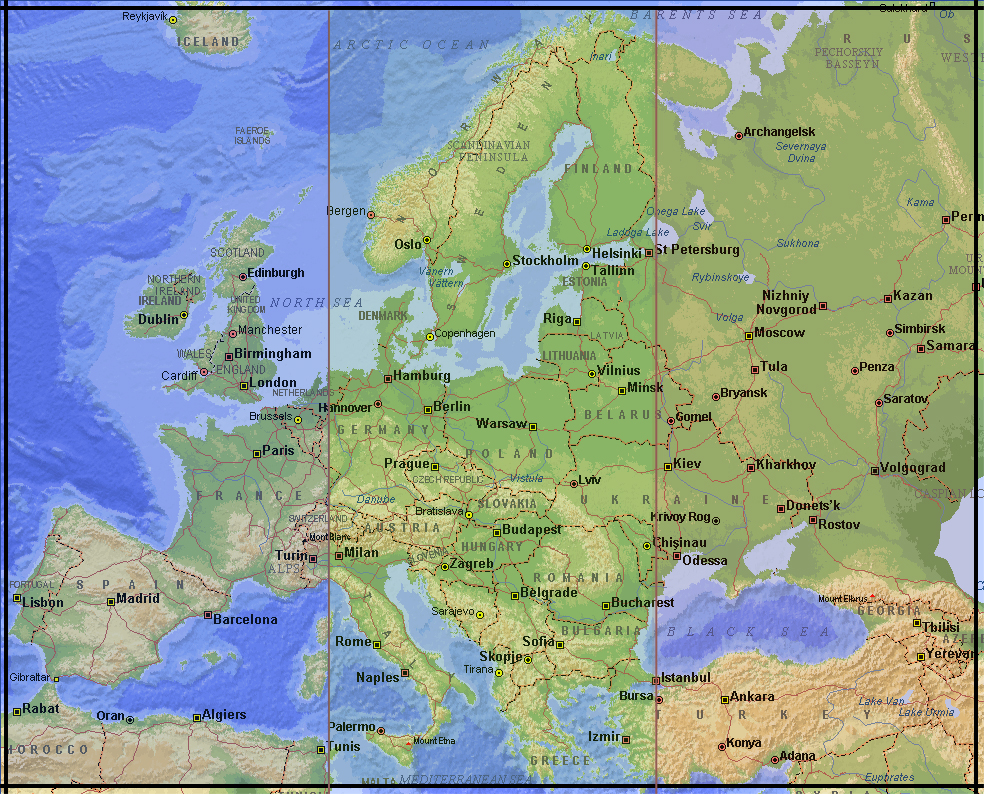 Reykjavík
ICELAND
ARCTIC OCEAN
BARENTS SEA
Salekhard
Ob
R U S
PECHORSKIY
BASSEYN
WEST
Inari
NORWAY
SWEDEN
FAEROE
ISLANDS
SCANDINAVIAN
PENINSULA
FINLAND
Archangelsk
Severnaya
Dvina
Kama
Bergen
Onega Lake
Svir
Perm
Ladoga Lake
Oslo
Helsinki
St Petersburg
Sukhona
SCOTLAND
Stockholm
Tallinn
Vänern
Vättern
ESTONIA
Rybinskoye
UR
MOUN
Edinburgh
NORTHERN
IRELAND
IRELAND
UNITED
KINGDOM
NORTH SEA
Dublin
DENMARK
Riga
Nizhniy
Novgorod
Kazan
Volga
Manchester
Copenhagen
LATVIA
Moscow
Simbirsk
Samara
WALES
Birmingham
LITHUANIA
Cardiff
ENGLAND
Hamburg
Vilnius
Tula
Penza
London
Minsk
NETHERLANDS
Bryansk
Saratov
Hannover
Berlin
Brussels
BELARUS
Gomel
GERMANY
Warsaw
Paris
POLAND
Prague
Kiev
Kharkhov
Volgograd
CZECH REPUBLIC
Vistula
Lviv
FRANCE
Danube
SLOVAKIA
UKRAINE
CASPIAN
Donets'k
Bratislava
Krivoy Rog
Rostov
SWITZERLAND
AUSTRIA
Budapest
Mont Blanc
HUNGARY
Chișinau
Turin
Milan
SLOVENIA
Odessa
ALPS
Zagreb
ROMANIA
PORTUGAL
SPAIN
Belgrade
Mount Elbrus
Lisbon
Madrid
Bucharest
GEORGIA
Sarajevo
Barcelona
ITALY
BULGARIA
BLACK SEA
Tbilisi
AZER
Rome
Sofia
Skopje
Yerevan
Tirana
Gibraltar
Naples
Istanbul
Bursa
Ankara
Lake Van
Rabat
Oran
Algiers
TURKEY
Lake Urmia
Palermo
Mount Etna
Izmir
Konya
MOROCCO
Tunis
Adana
GREECE
MALTA
MEDITERRANEAN SEA
Euphrates